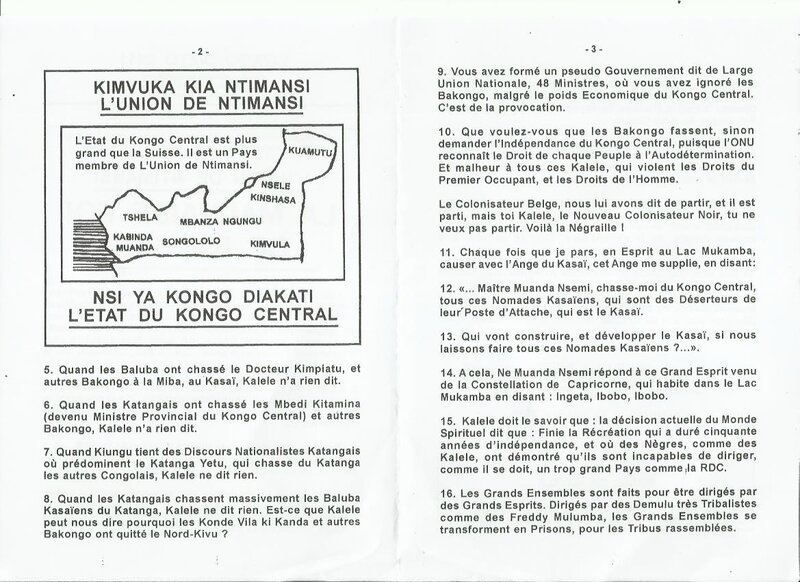 - 2 -
KIMVUKA KIA NTIMANSI
L'UNION DE NTIMANSI
L'Etat du Kongo Central est plus
grand que la Suisse. Il est un Pays
membre de L'Union de Ntimansi.
KUAMUTU
NSELE
KINSHASA
TSHELA
MBANZA NGUNGU
KABINDA
MUANDA
SONGOLOLO
KIMVULA
NSI YA KONGO DIAKATI
L'ETAT DU KONGO CENTRAL
5. Quand les Baluba ont chassé le Docteur Kimpiatu, et
autres Bakongo à la Miba, au Kasaï, Kalele n'a rien dit.
6. Quand les Katangais ont chassé les Mbedi Kitamina
(devenu Ministre Provincial du Kongo Central) et autres
Bakongo, Kalele n'a rien dit.
7. Quand Kiungu tient des Discours Nationalistes Katangais
où prédominent le Katanga Yetu, qui chasse du Katanga
les autres Congolais, Kalele ne dit rien.
8. Quand les Katangais chassent massivement les Baluba
Kasaïens du Katanga, Kalele ne dit rien. Est-ce que Kalele
peut nous dire pourquoi les Konde Vila ki Kanda et autres
Bakongo ont quitté le Nord-Kivu ?
- 3 -
9. Vous avez formé un pseudo Gouvernement dit de Large
Union Nationale, 48 Ministres, où vous avez ignoré les
Bakongo, malgré le poids Economique du Kongo Central.
C'est de la provocation.
10. Que voulez-vous que les Bakongo fassent, sinon
demander l'Indépendance du Kongo Central, puisque l'ONU
reconnaît le Droit de chaque Peuple à l'Autodétermination.
Et malheur à tous ces Kalele, qui violent les Droits du
Premier Occupant, et les Droits de l'Homme.
Le Colonisateur Belge, nous lui avons dit de partir, et il est
parti, mais toi Kalele, le Nouveau Colonisateur Noir, tu ne
veux pas partir. Voilà la Négraille !
11. Chaque fois que je pars, en Esprit au Lac Mukamba,
causer avec l'Ange du Kasaï, cet Ange me supplie, en disant:
12. «... Maître Muanda Nsemi, chasse-moi du Kongo Central,
tous ces Nomades Kasaïens, qui sont des Déserteurs de
leur Poste d'Attache, qui est le Kasaï.
13. Qui vont construire, et développer le Kasaï, si nous
laissons faire tous ces Nomades Kasaïens ?...».
14. A cela, Ne Muanda Nsemi répond à ce Grand Esprit venu
de la Constellation de Capricorne, qui habite dans le Lac
Mukamba en disant : Ingeta, Ibobo, Ibobo.
15. Kalele doit le savoir que : la décision actuelle du Monde
Spirituel dit que : Finie la Récréation qui a duré cinquante
années d'indépendance, et où des Nègres, comme des
Kalele, ont démontré qu'ils sont incapables de diriger,
comme il se doit, un trop grand Pays comme la RDC.
16. Les Grands Ensembles sont faits pour être dirigés par
des Grands Esprits. Dirigés par des Demulu très Tribalistes
comme des Freddy Mulumba, les Grands Ensembles se
transforment en Prisons, pour les Tribus rassemblées.